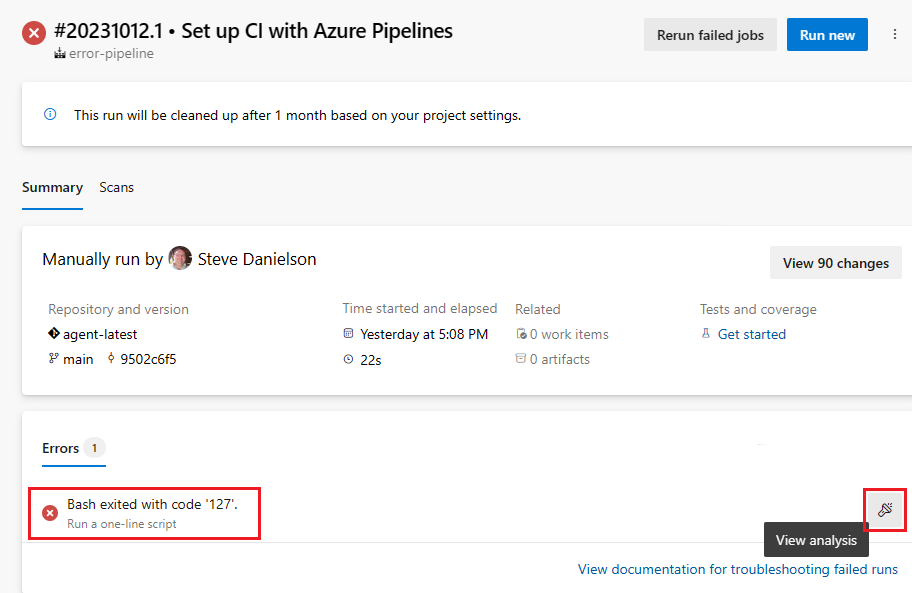 #20231012.1 • Set up CI with Azure Pipelines
error-pipeline
Rerun failed jobs
Run new
This run will be cleaned up after 1 month based on your project settings.
Summary
Scans
Manually run by Steve Danielson
View 90 changes
Repository and version
agent-latest
main 9502c6f5
Time started and elapsed
Yesterday at 5:08 PM
22s
Related
0 work items
0 artifacts
Tests and coverage
Get started
Errors 1
Bash exited with code '127'.
Run a one-line script
View analysis
View documentation for troubleshooting failed runs